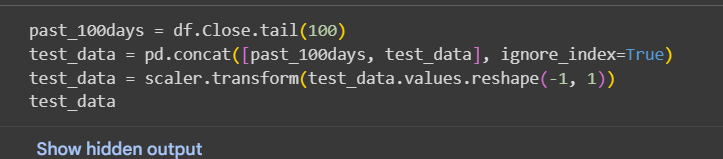 past_100days = df.Close.tail(100)
test_data = pd.concat([past_100days, test_data], ignore_index=True)
test_data = scaler.transform(test_data.values.reshape(-1, 1))
test_data
Show hidden output